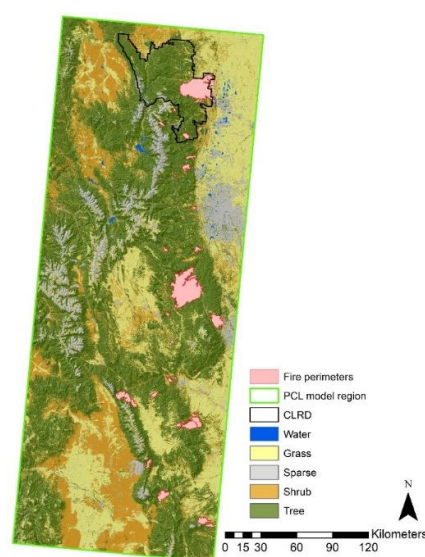 Fire perimeters
PCL model region
CLRD
Water
Grass
Sparse
Shrub
Tree
N
Kilometers
0 15 30 60 90 120